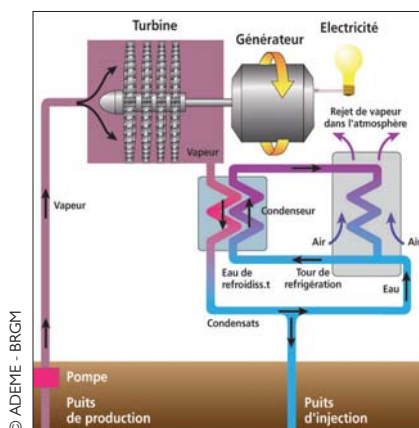 Turbine
Générateur
Electricité
Rejet de vapeur
dans l'atmosphère
Vapeur
Vapeur
Condenseur
Air
Air
Eau de
refroidiss.t
Tour de
refrigération
Eau
Condensats
Pompe
Puits
de production
Puits
d'injection
© ADEME - BRGM